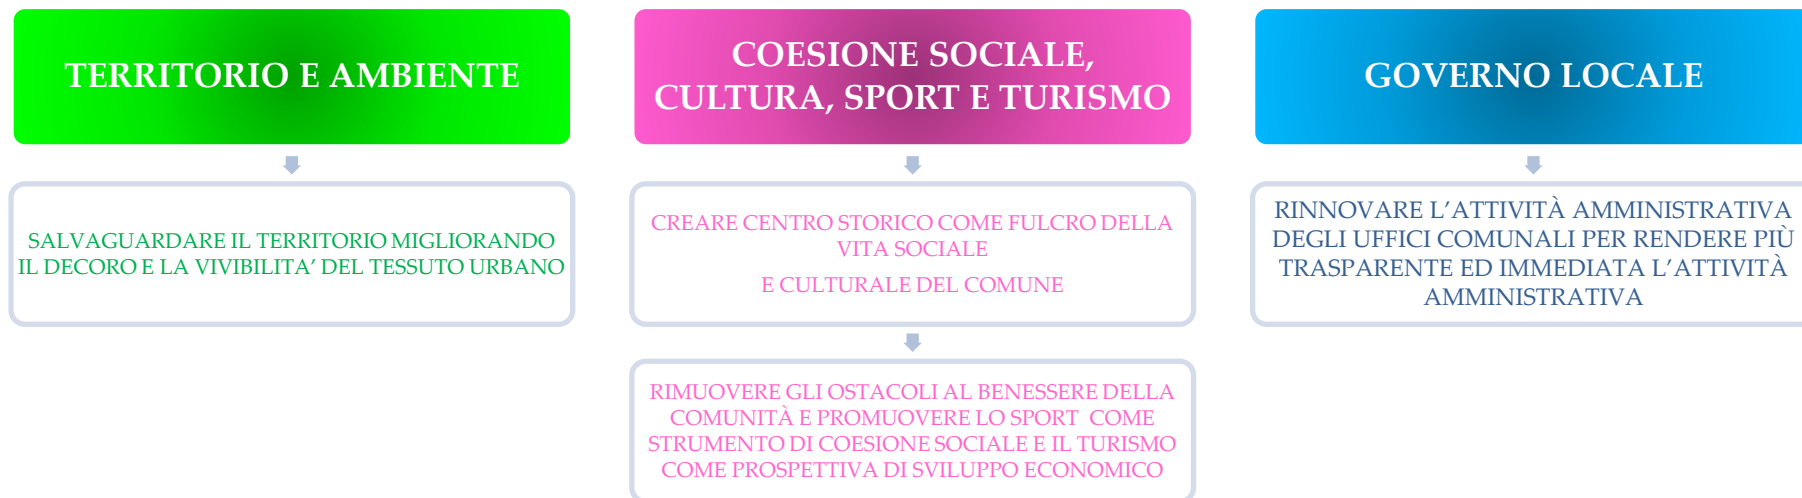 TERRITORIO E AMBIENTE
SALVAGUARDARE IL TERRITORIO MIGLIORANDO
IL DECORO E LA VIVIBILITA’ DEL TESSUTO URBANO
COESIONE SOCIALE,
CULTURA, SPORT E TURISMO
CREARE CENTRO STORICO COME FULCRO DELLA
VITA SOCIALE
E CULTURALE DEL COMUNE
RIMUOVERE GLI OSTACOLI AL BENESSERE DELLA
COMUNITÀ E PROMUOVERE LO SPORT COME
STRUMENTO DI COESIONE SOCIALE E IL TURISMO
COME PROSPETTIVA DI SVILUPPO ECONOMICO
GOVERNO LOCALE
RINNOVARE L’ATTIVITÀ AMMINISTRATIVA
DEGLI UFFICI COMUNALI PER RENDERE PIÙ
TRASPARENTE ED IMMEDIATA L’ATTIVITÀ
AMMINISTRATIVA